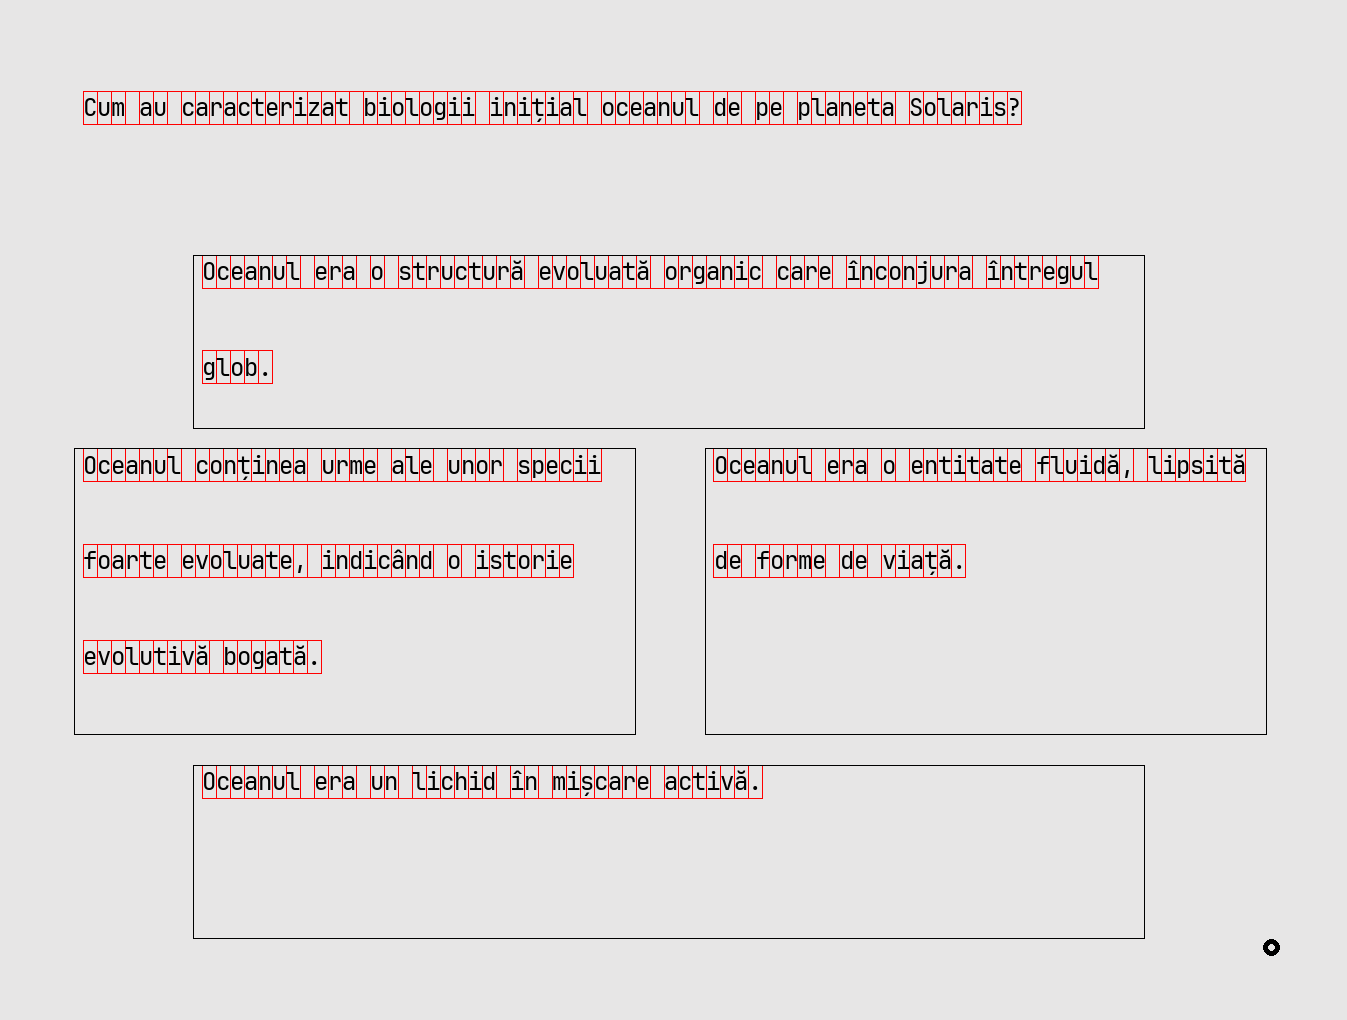 Cum au caracterizat biologii inițial oceanul de pe planeta Solaris?
Oceanul era o structură evoluată organic care înconjura întregul
glob.
Oceanul conținea urme ale unor specii
foarte evoluate, indicând o istorie
evolutivă bogată.
Oceanul era o entitate fluidă, lipsită
de forme de viață.
Oceanul era un lichid în mișcare activă.